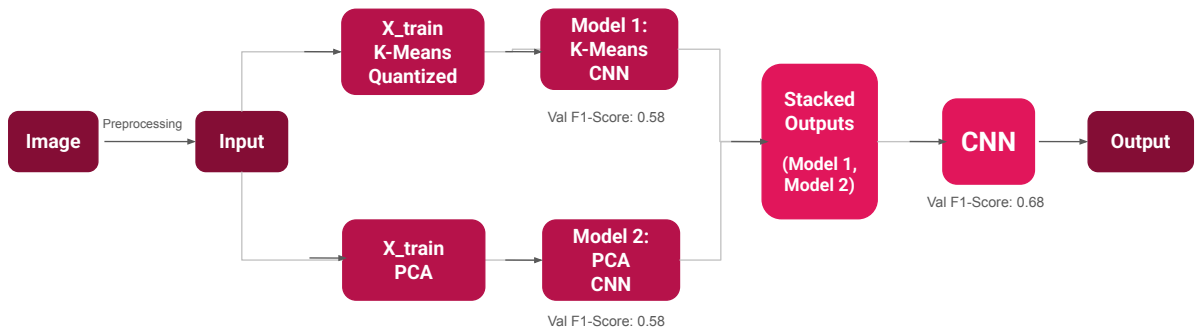 Image
Preprocessing
Input
X_train
K-Means
Quantized
Model 1:
K-Means
CNN
Val F1-Score: 0.58
X_train
PCA
Model 2:
PCA
CNN
Val F1-Score: 0.58
Stacked
Outputs
(Model 1,
Model 2)
CNN
Val F1-Score: 0.68
Output